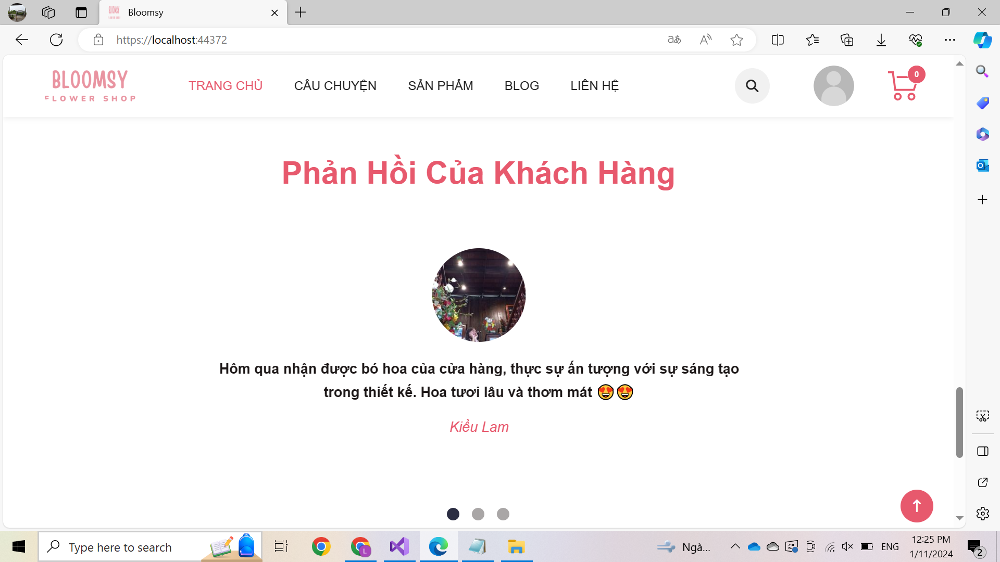 Bloomsy
https://localhost:44372
BLOOMSY
FLOWER SHOP
TRANG CHỦ
CÂU CHUYỆN
SẢN PHẨM
BLOG
LIÊN HỆ
0
Phản Hồi Của Khách Hàng
Hôm qua nhận được bó hoa của cửa hàng, thực sự ấn tượng với sự sáng tạo
trong thiết kế. Hoa tươi lâu và thơm mát 😍😍
Kiều Lam
Type here to search
L
Ngà...
ENG
12:25 PM
1/11/2024
2